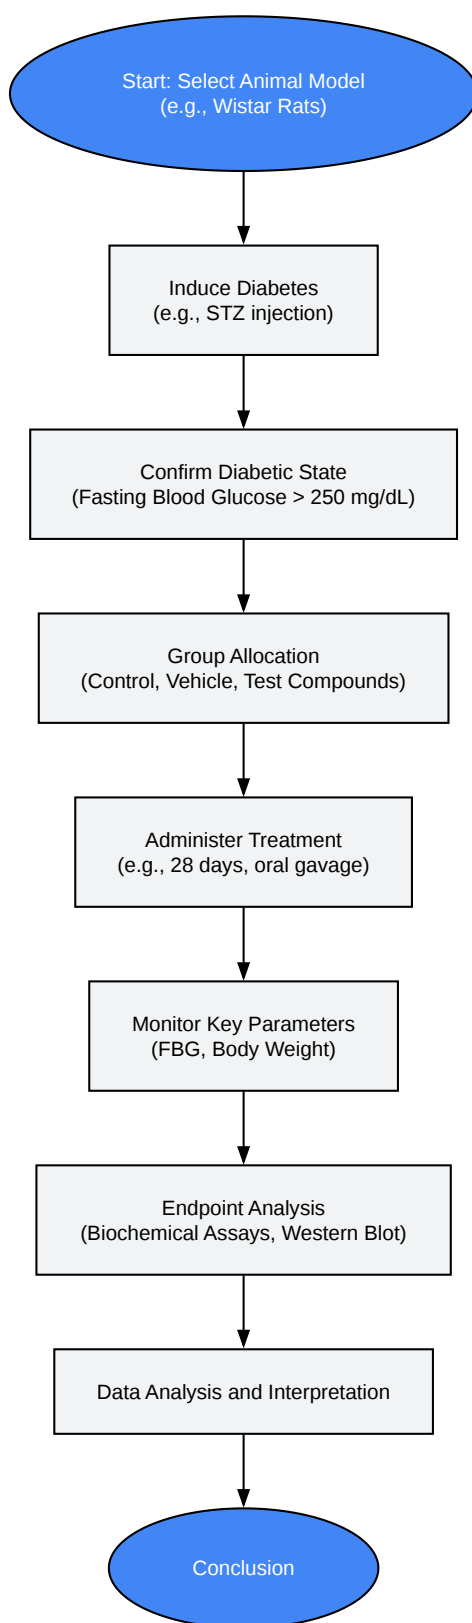 Start: Select Animal Model
(e.g., Wistar Rats)
Induce Diabetes
(e.g., STZ injection)
Confirm Diabetic State
(Fasting Blood Glucose > 250 mg/dL)
Group Allocation
(Control, Vehicle, Test Compounds)
Administer Treatment
(e.g., 28 days, oral gavage)
Monitor Key Parameters
(FBG, Body Weight)
Endpoint Analysis
(Biochemical Assays, Western Blot)
Data Analysis and Interpretation
Conclusion